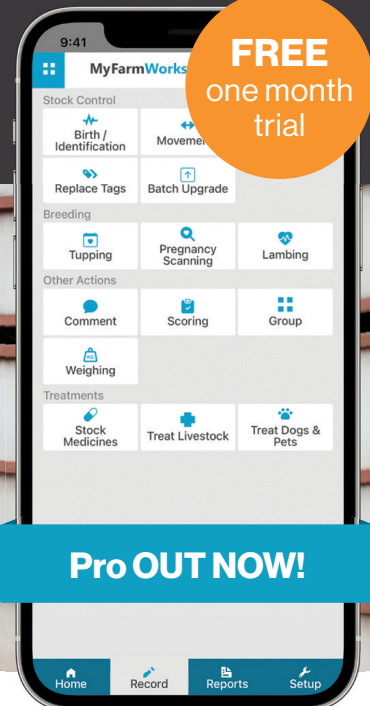 9:41
FREE
one month
trial
MyFarmWorks
Stock Control
Birth /
Identification
Replace Tags
Batch Upgrade
Breeding
Tupping
Pregnancy
Scanning
Lambing
Other Actions
Comment
Scoring
Group
KG
Weighing
Treatments
Stock
Medicines
Treat Livestock
Treat Dogs &
Pets
Pro OUT NOW!
Home
Record
Reports
Setup